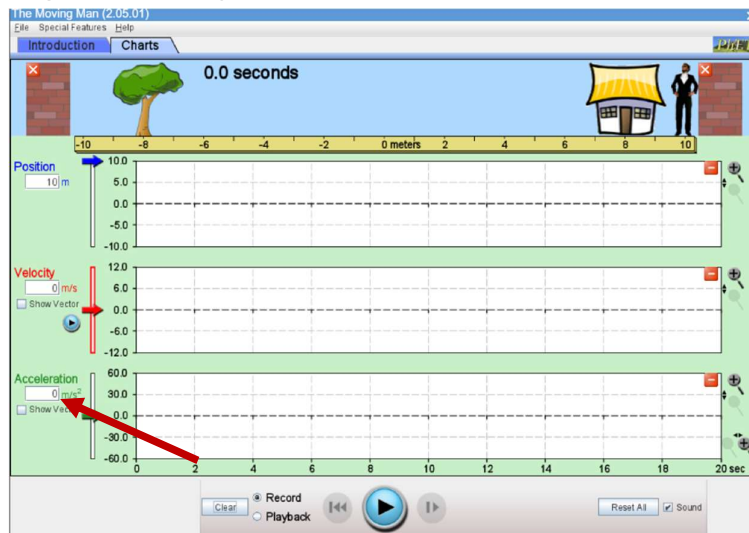 The Moving Man (2.05.01)
File Special Features Help
Introduction Charts
0.0 seconds
-10 -8 -6 -4 -2 0 meters 2 4 6 8 10
Position
10 m
10.0
5.0
0.0
-5.0
-10.0
Velocity
0 m/s
Show Vector
12.0
6.0
0.0
-6.0
-12.0
Acceleration
0 m/s²
Show
60.0
30.0
0.0
-30.0
-60.0
0 2 4 6 8 10 12 14 16 18 20 sec
Clear
Record
Playback
Reset All
Sound